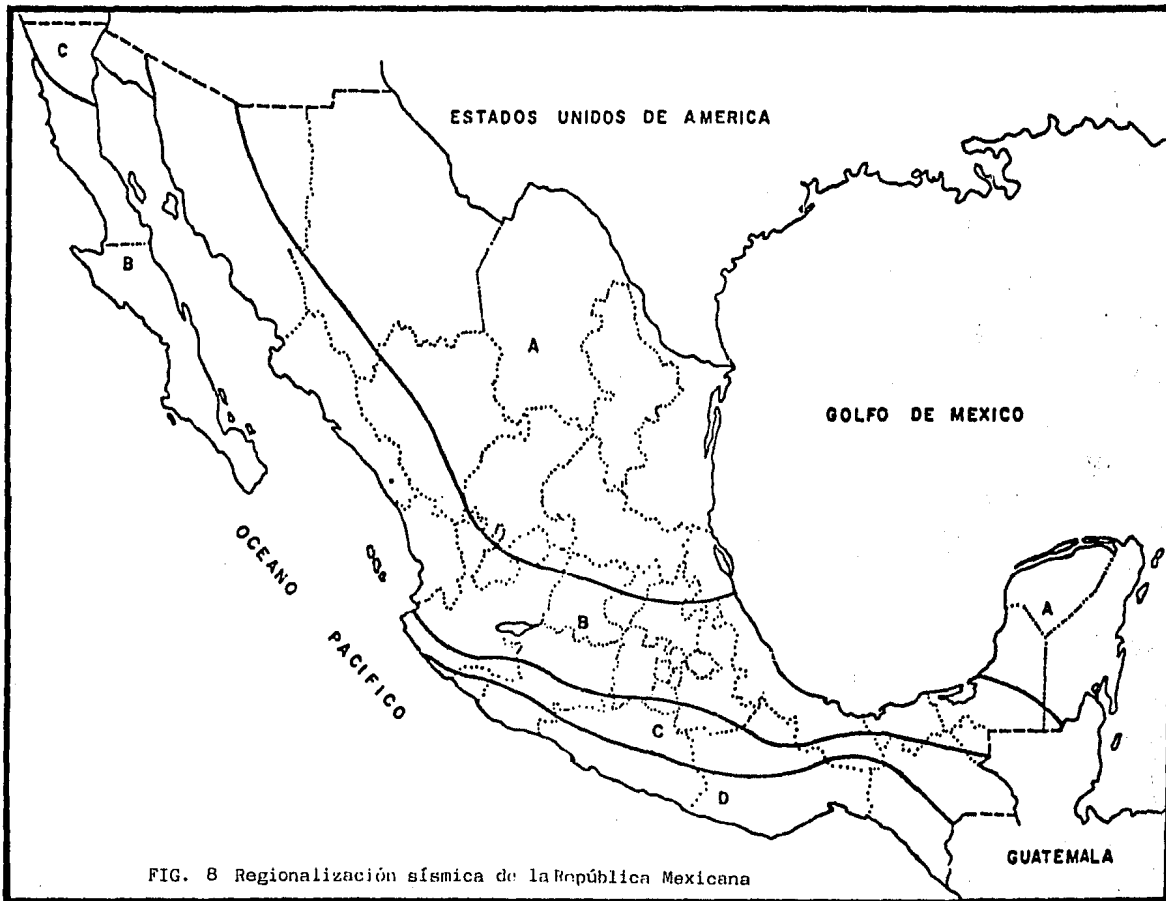 C
ESTADOS UNIDOS DE AMERICA
B
A
GOLFO DE MEXICO
OCEANO PACIFICO
A
B
C
D
GUATEMALA
FIG. 8 Regionalización sísmica de la República Mexicana